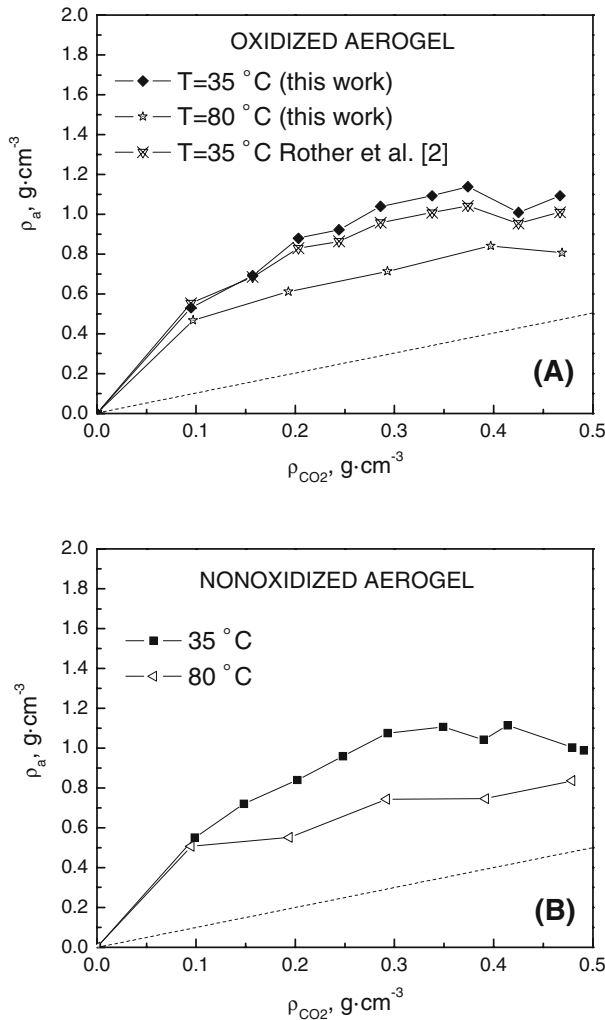 2.0
1.8
1.6
1.4
1.2
1.0
0.8
0.6
0.4
0.2
0.0
ρa, g·cm-3
OXIDIZED AEROGEL
T=35 °C (this work)
T=80 °C (this work)
T=35 °C Rother et al. [2]
(A)
0.0 0.1 0.2 0.3 0.4 0.5
ρCO2, g·cm-3
2.0
1.8
1.6
1.4
1.2
1.0
0.8
0.6
0.4
0.2
0.0
ρa, g·cm-3
NONOXIDIZED AEROGEL
35 °C
80 °C
(B)
0.0 0.1 0.2 0.3 0.4 0.5
ρCO2, g·cm-3